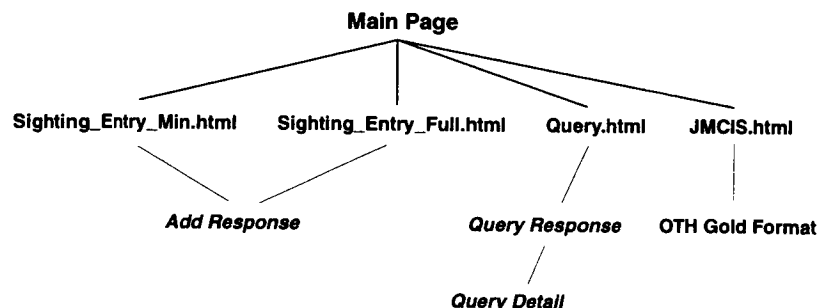 Main Page
Sighting_Entry_Min.html Sighting_Entry_Full.html Query.html JMCIS.html
Add Response Query Response OTH Gold Format
Query Detail